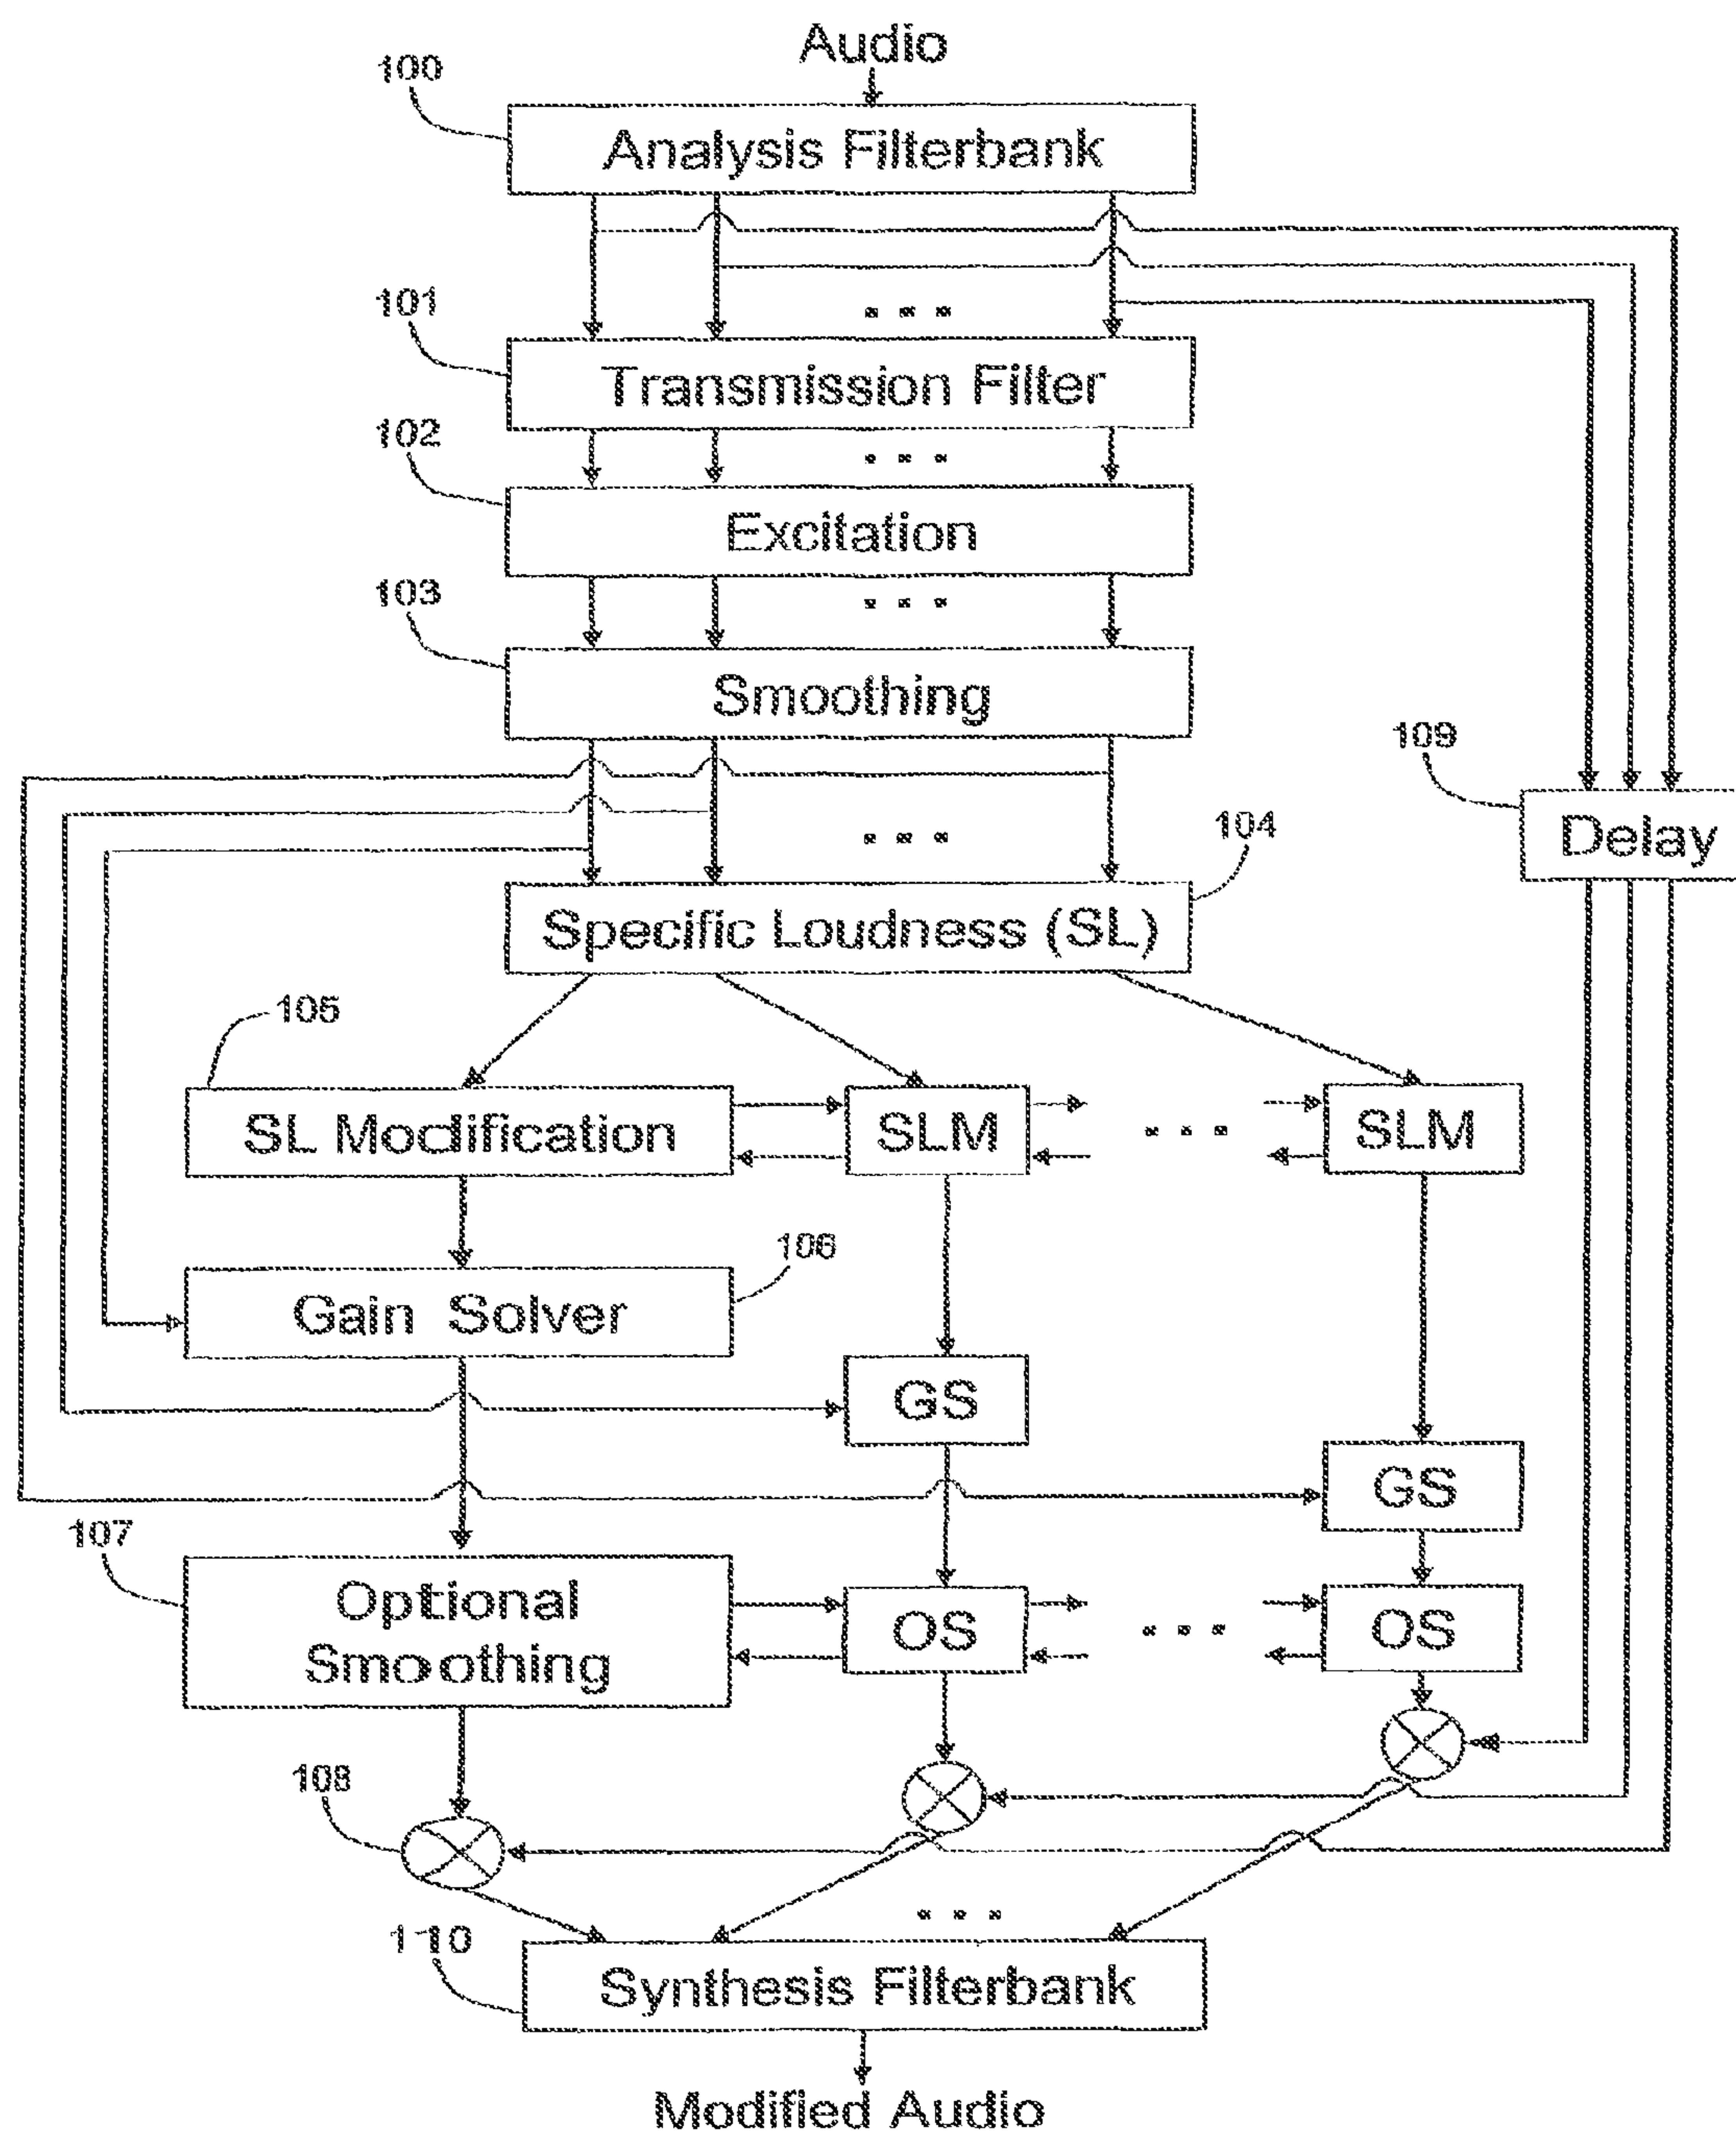 Audio
100
Analysis Filterbank
101
. . .
Transmission Filter
102
. . .
Excitation
103
. . .
Smoothing
109
Delay
. . .
104
Specific Loudness (SL)
105
SL Modification
SLM
. . .
SLM
106
Gain Solver
GS
GS
107
Optional
Smoothing
OS
. . .
OS
108
. . .
110
Synthesis Filterbank
Modified Audio